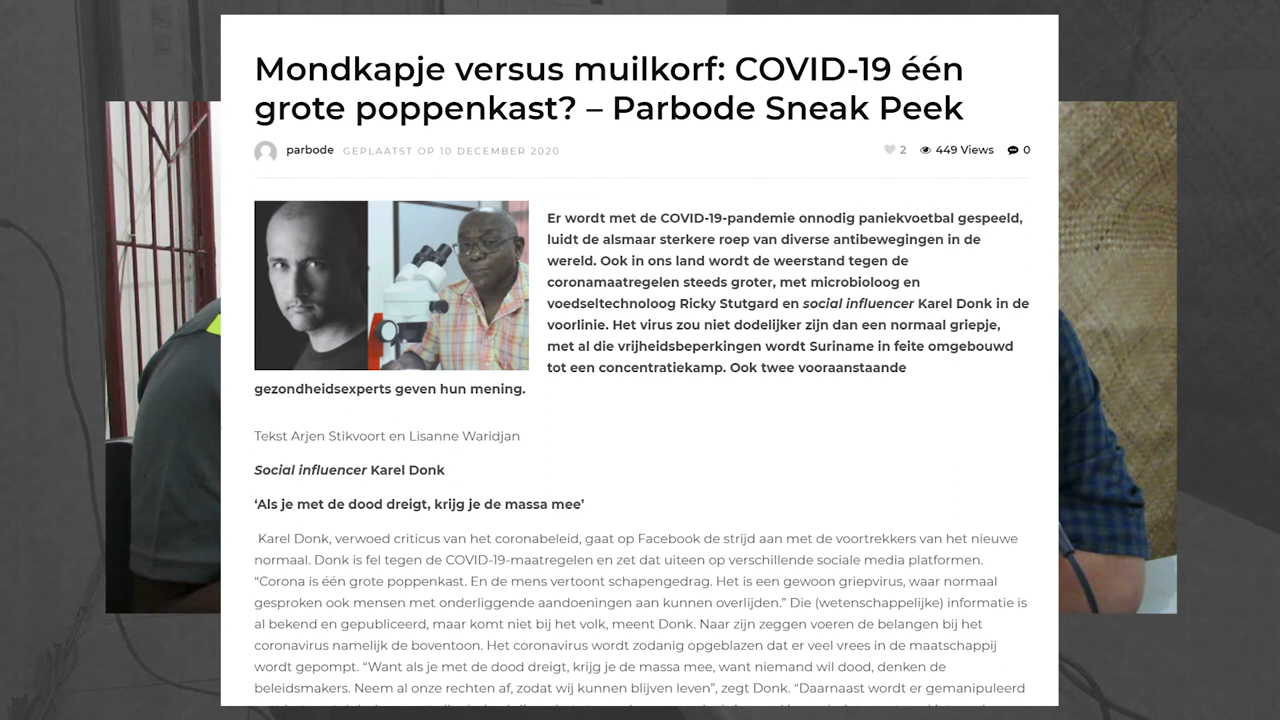 Mondkapje versus muilkorf: COVID-19 één
grote poppenkast? – Parbode Sneak Peek
parbode GEPLAATST OP 10 DECEMBER 2020 2 449 Views 0
Er wordt met de COVID-19-pandemie onnodig paniekvoetbal gespeeld,
luidt de alsmaar sterkere roep van diverse antibewegingen in de
wereld. Ook in ons land wordt de weerstand tegen de
coronamaatregelen steeds groter, met microbioloog en
voedseltechnoloog Ricky Stutgard en social influencer Karel Donk in de
voorlinie. Het virus zou niet dodelijker zijn dan een normaal griepje,
met al die vrijheidsbeperkingen wordt Suriname in feite omgebouwd
tot een concentratiekamp. Ook twee vooraanstaande
gezondheidsexperts geven hun mening.
Tekst Arjen Stikvoort en Lisanne Waridjan
Social influencer Karel Donk
‘Als je met de dood dreigt, krijg je de massa mee’
Karel Donk, verwoed criticus van het coronabeleid, gaat op Facebook de strijd aan met de voortrekkers van het nieuwe
normaal. Donk is fel tegen de COVID-19-maatregelen en zet dat uiteen op verschillende sociale media platformen.
“Corona is één grote poppenkast. En de mens vertoont schapengedrag. Het is een gewoon griepvirus, waar normaal
gesproken ook mensen met onderliggende aandoeningen aan kunnen overlijden.” Die (wetenschappelijke) informatie is
al bekend en gepubliceerd, maar komt niet bij het volk, meent Donk. Naar zijn zeggen voeren de belangen bij het
coronavirus namelijk de boventoon. Het coronavirus wordt zodanig opgeblazen dat er veel vrees in de maatschappij
wordt gepompt. “Want als je met de dood dreigt, krijg je de massa mee, want niemand wil dood, denken de
beleidsmakers. Neem al onze rechten af, zodat wij kunnen blijven leven”, zegt Donk. “Daarnaast wordt er gemanipuleerd